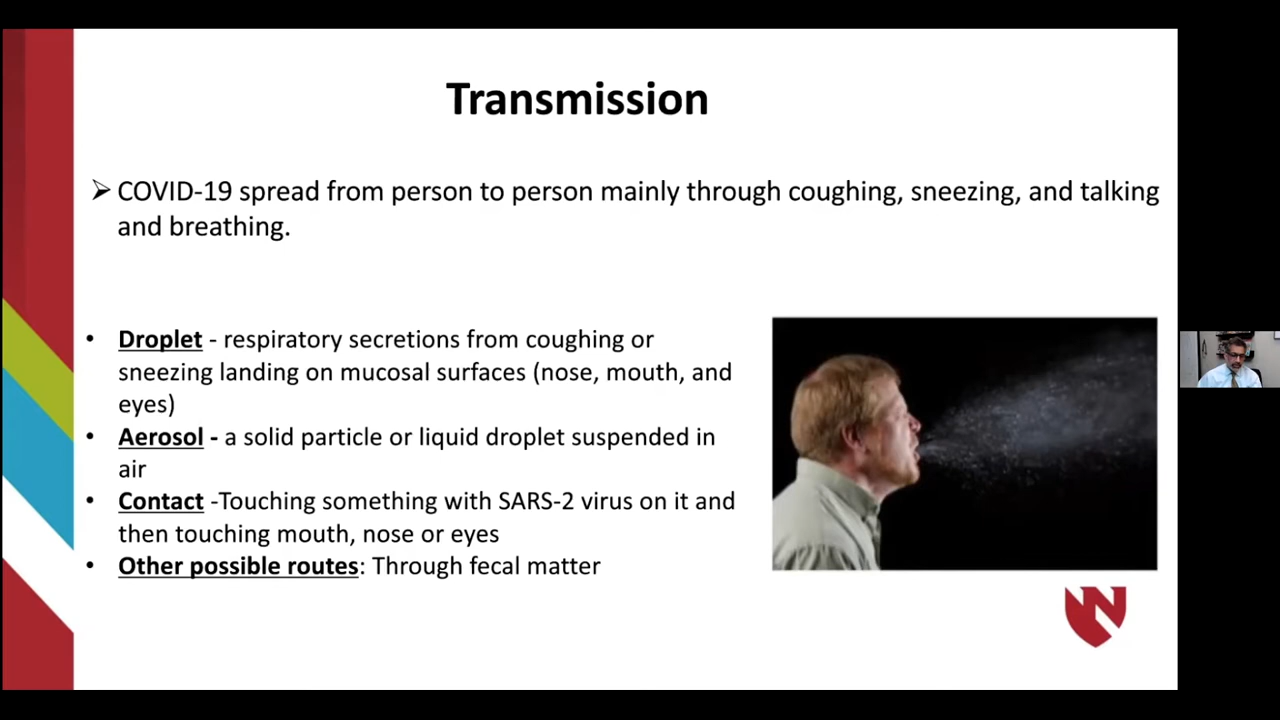 Transmission
➢ COVID-19 spread from person to person mainly through coughing, sneezing, and talking
and breathing.
• Droplet - respiratory secretions from coughing or
sneezing landing on mucosal surfaces (nose, mouth, and
eyes)
• Aerosol - a solid particle or liquid droplet suspended in
air
• Contact -Touching something with SARS-2 virus on it and
then touching mouth, nose or eyes
• Other possible routes: Through fecal matter